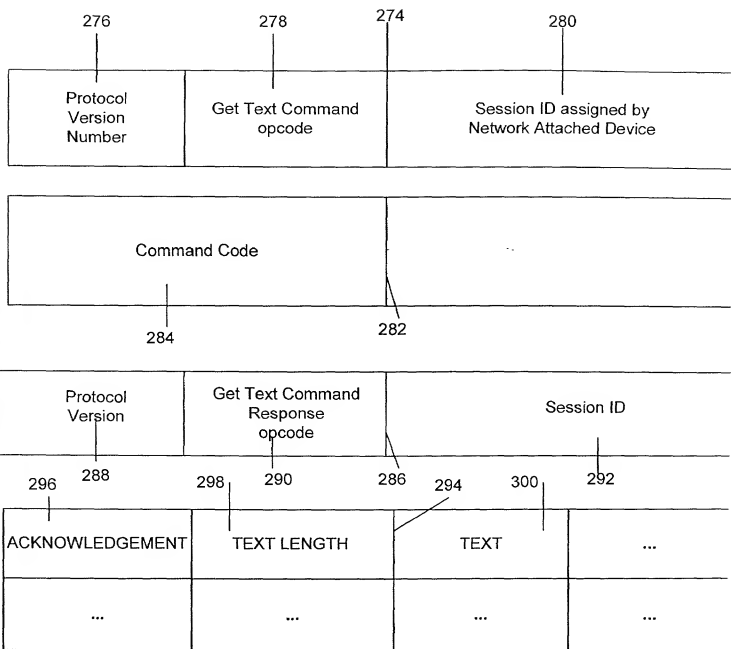 276 278 274 280
Protocol
Version
Number
Get Text Command
opcode
Session ID assigned by
Network Attached Device
Command Code
284 282
Protocol
Version
Get Text Command
Response
opcode
Session ID
288 290 286 292
296 298 294 300
ACKNOWLEDGEMENT TEXT LENGTH TEXT ...
... ... ... ...